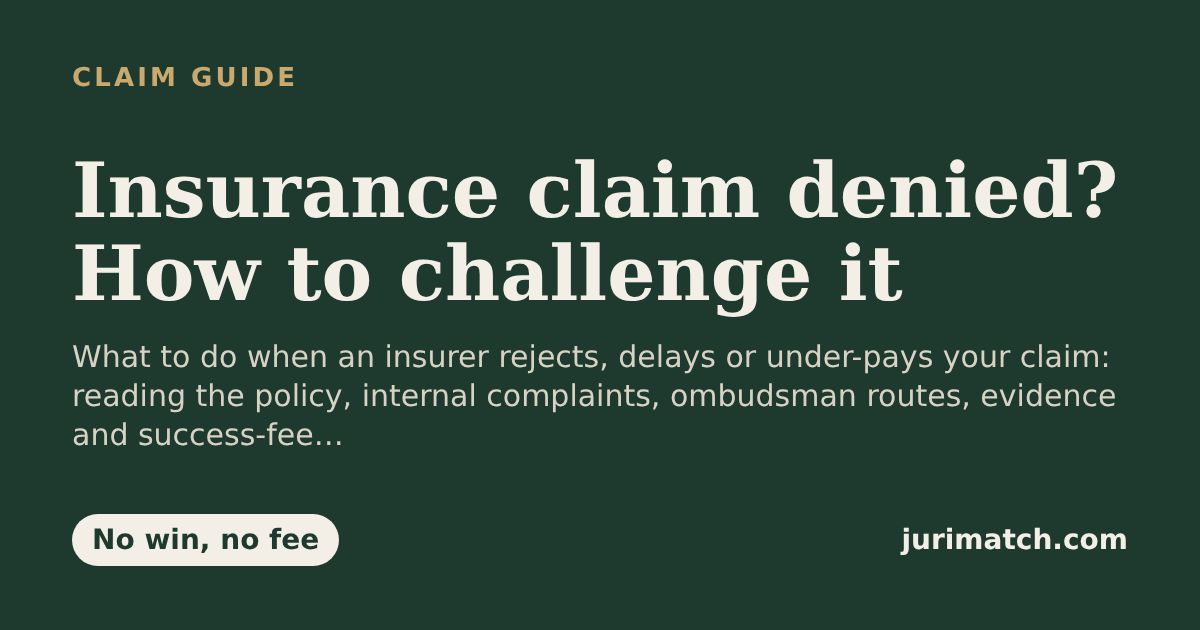 CLAIM GUIDE
Insurance claim denied?
How to challenge it
What to do when an insurer rejects, delays or under-pays your claim:
reading the policy, internal complaints, ombudsman routes, evidence
and success-fee…
No win, no fee
jurimatch.com